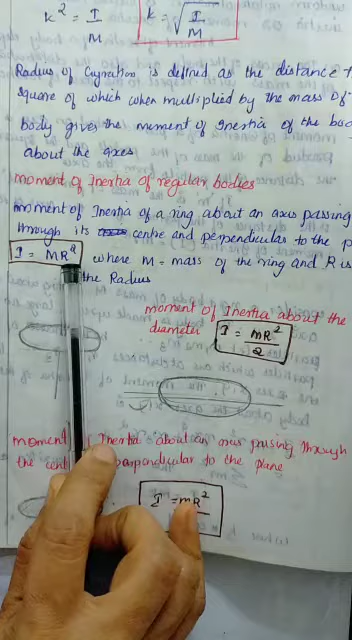 K² = I/M
k = √I/M
Radius of Gyration is defined as the distance
square of which when multiplied by the mass of
body gives the moment of Inertia of the
about the axes
moment of Inertia of regular bodies
moment of Inertia of a ring about an axis passing
through its centre and perpendicular to the
I = MR² where M = mass of the ring and R is
the Radius
moment of Inertia about the
diameter I = MR²/2
moment Inertia about an axis passing through
the perpendicular to the plane
I = MR²